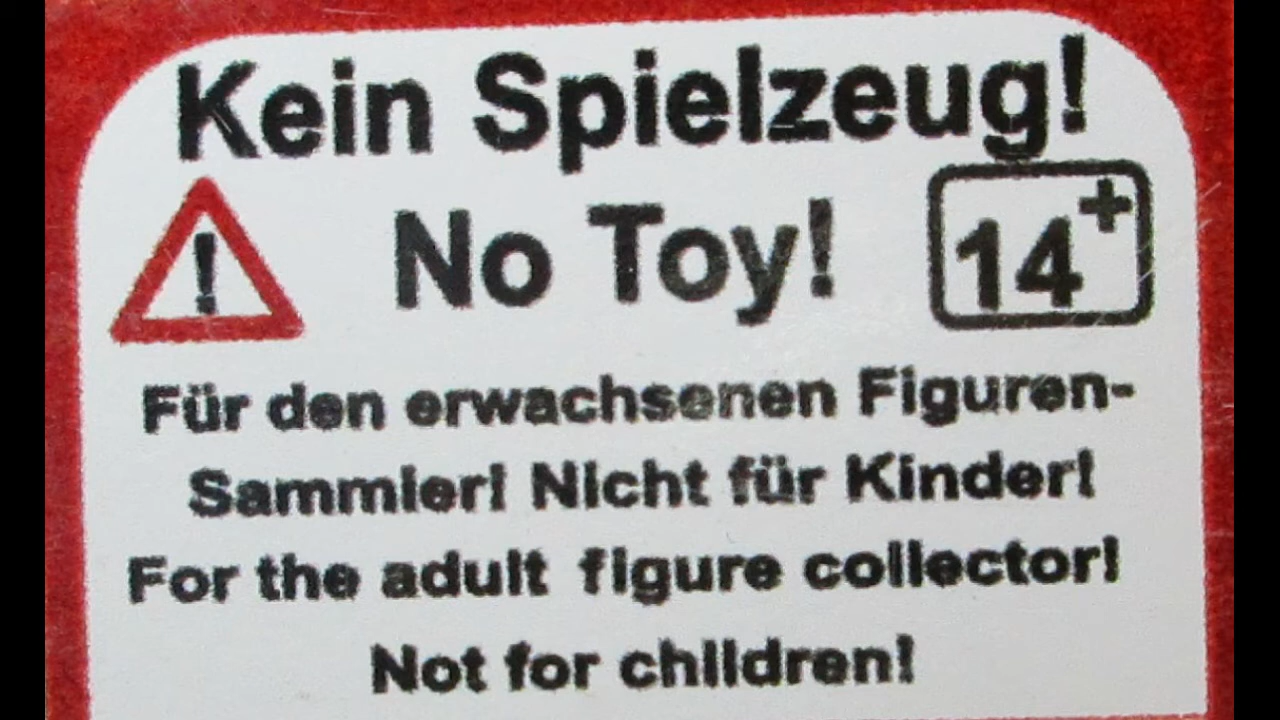 Kein Spielzeug!
! No Toy! 14+
Für den erwachsenen Figuren-
Sammler! Nicht für Kinder!
For the adult figure collector!
Not for children!